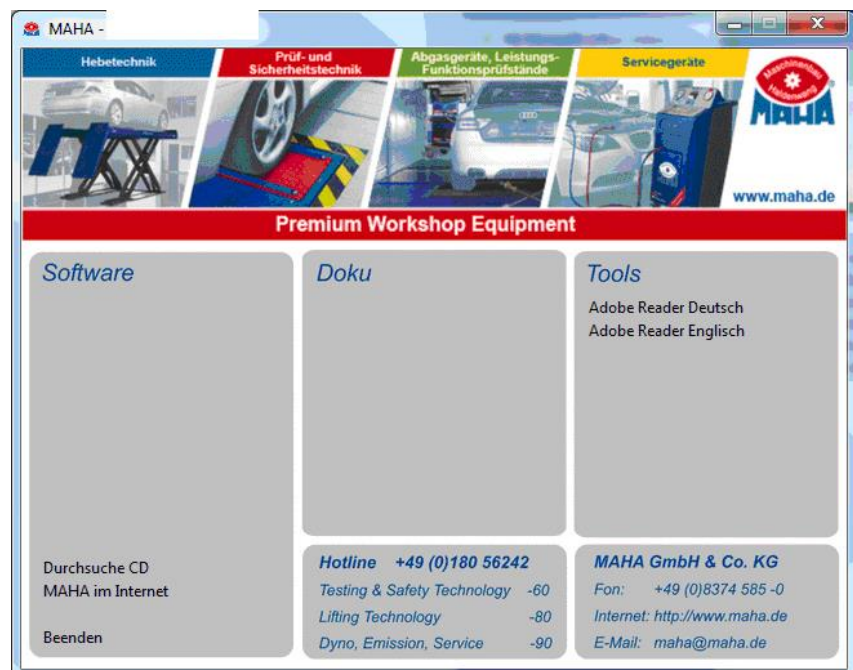 MAHA -
Hebetechnik
Prüf- und
Sicherheitstechnik
Abgasgeräte, Leistungs-
Funktionsprüfstände
Servicegeräte
Maschinenbau
Haldenwang
MAHA
www.maha.de
Premium Workshop Equipment
Software
Durchsuche CD
MAHA im Internet
Beenden
Doku
Tools
Adobe Reader Deutsch
Adobe Reader Englisch
Hotline +49 (0)180 56242
Testing & Safety Technology -60
Lifting Technology -80
Dyno, Emission, Service -90
MAHA GmbH & Co. KG
Fon: +49 (0)8374 585 -0
Internet: http://www.maha.de
E-Mail: maha@maha.de